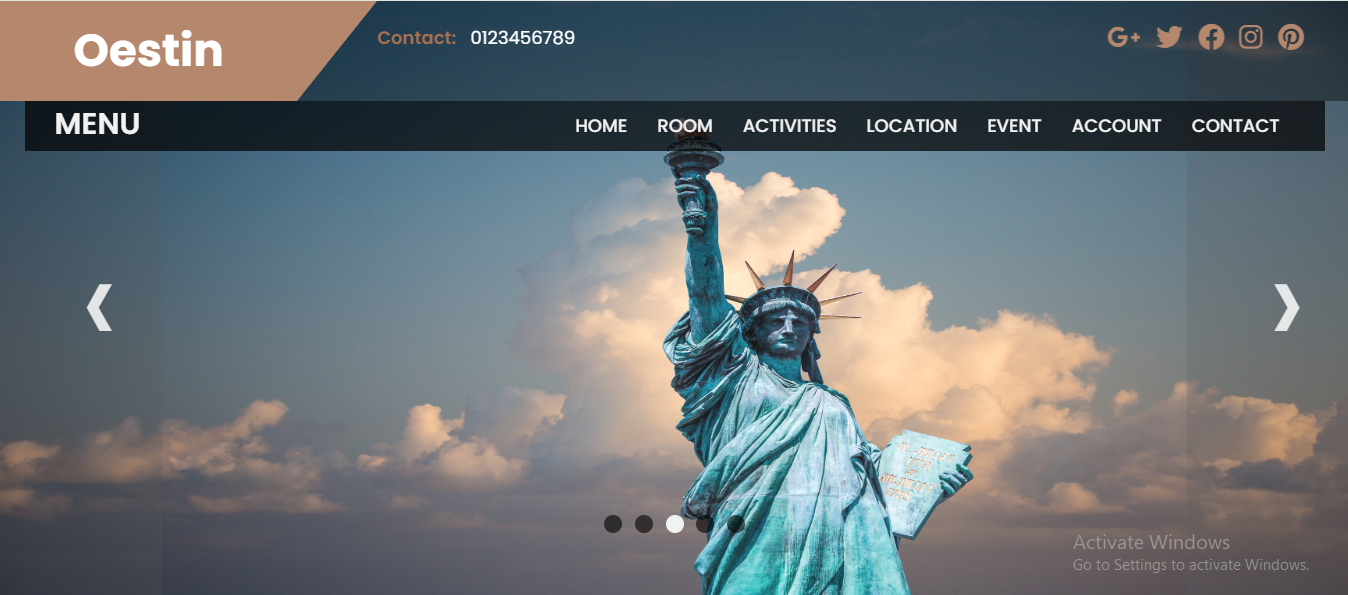 Oestin
Contact: 0123456789
MENU
HOME ROOM ACTIVITIES LOCATION EVENT ACCOUNT CONTACT
Activate Windows
Go to Settings to activate Windows.